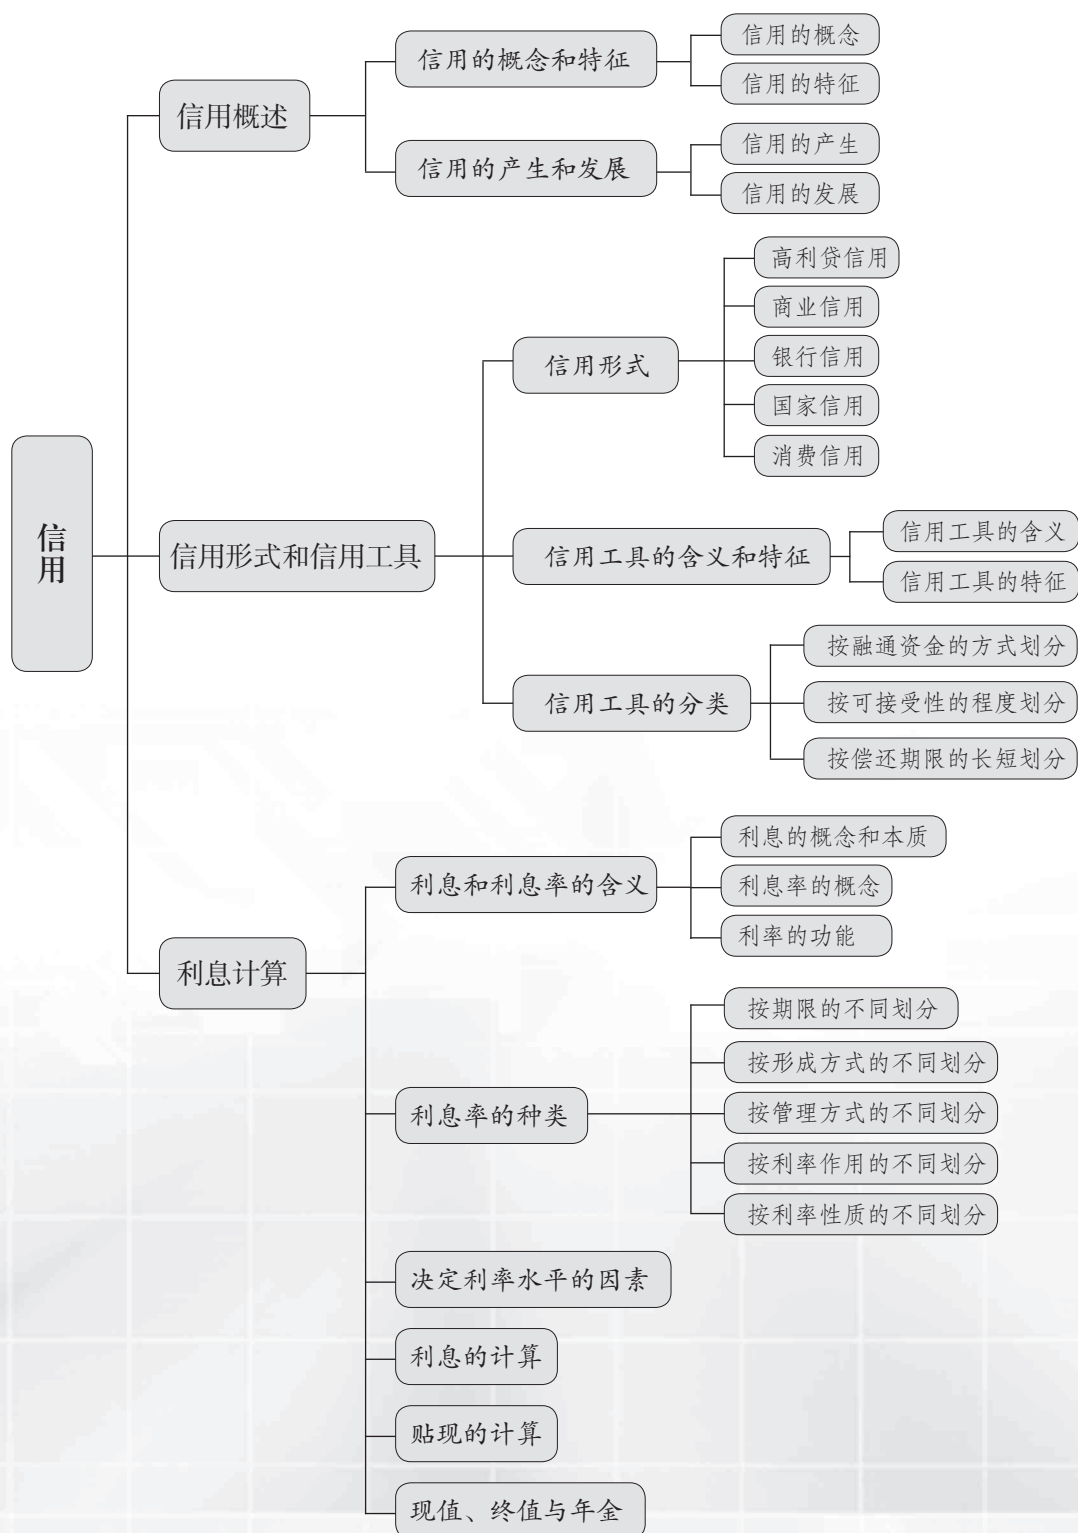 信用
信用概述
信用的概念和特征
信用的概念
信用的特征
信用的产生和发展
信用的产生
信用的发展
信用形式和信用工具
信用形式
高利贷信用
商业信用
银行信用
国家信用
消费信用
信用工具的含义和特征
信用工具的含义
信用工具的特征
信用工具的分类
按融通资金的方式划分
按可接受性的程度划分
按偿还期限的长短划分
利息计算
利息和利息率的含义
利息的概念和本质
利息率的概念
利率的功能
利息率的种类
按期限的不同划分
按形成方式的不同划分
按管理方式的不同划分
按利率作用的不同划分
按利率性质的不同划分
决定利率水平的因素
利息的计算
贴现的计算
现值、终值与年金